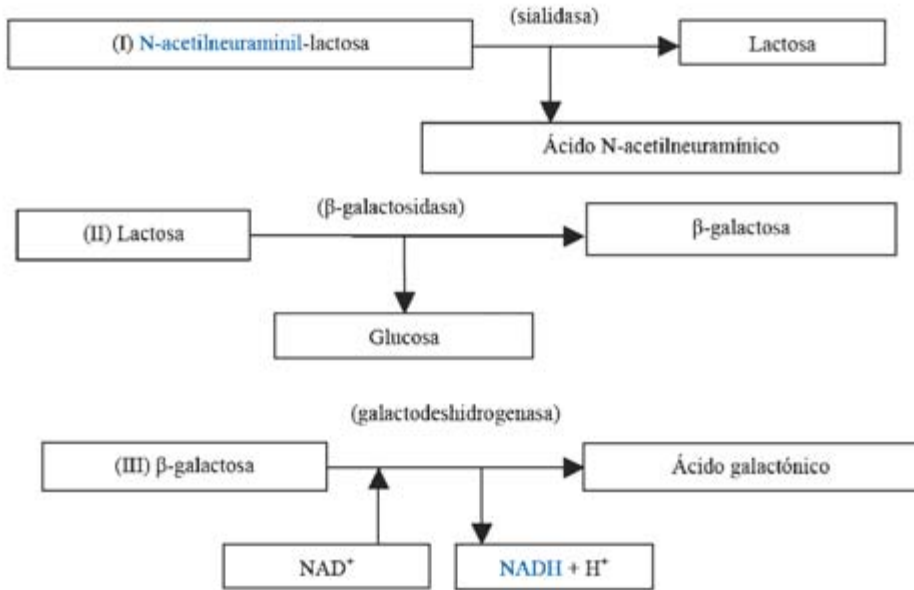 (sialidasa)
(I) N-acetilneuraminil-lactosa
Lactosa
Ácido N-acetilneuramínico
(β-galactosidasa)
(II) Lactosa
β-galactosa
Glucosa
(galactodeshidrogenasa)
(III) β-galactosa
Ácido galactónico
NAD⁺
NADH + H⁺